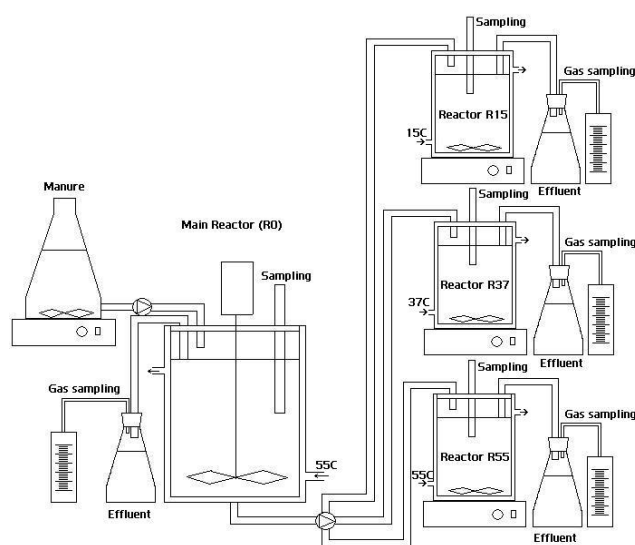 Sampling
Gas sampling
Reactor R15
15C
Effluent
Manure
Sampling
Main Reactor (R0)
Gas sampling
Sampling
Reactor R37
37C
Effluent
Sampling
Gas sampling
Gas sampling
Reactor R55
55C
55C
Effluent
Effluent